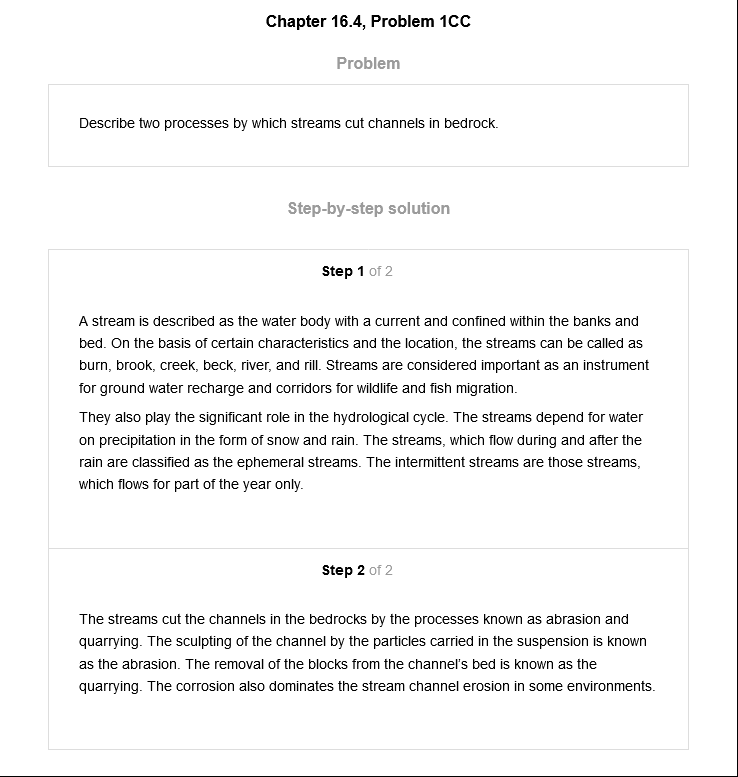 Chapter 16.4, Problem 1CC
Problem
Describe two processes by which streams cut channels in bedrock.
Step-by-step solution
Step 1 of 2
A stream is described as the water body with a current and confined within the banks and
bed. On the basis of certain characteristics and the location, the streams can be called as
burn, brook, creek, beck, river, and rill. Streams are considered important as an instrument
for ground water recharge and corridors for wildlife and fish migration.
They also play the significant role in the hydrological cycle. The streams depend for water
on precipitation in the form of snow and rain. The streams, which flow during and after the
rain are classified as the ephemeral streams. The intermittent streams are those streams,
which flows for part of the year only.
Step 2 of 2
The streams cut the channels in the bedrocks by the processes known as abrasion and
quarrying. The sculpting of the channel by the particles carried in the suspension is known
as the abrasion. The removal of the blocks from the channel's bed is known as the
quarrying. The corrosion also dominates the stream channel erosion in some environments.